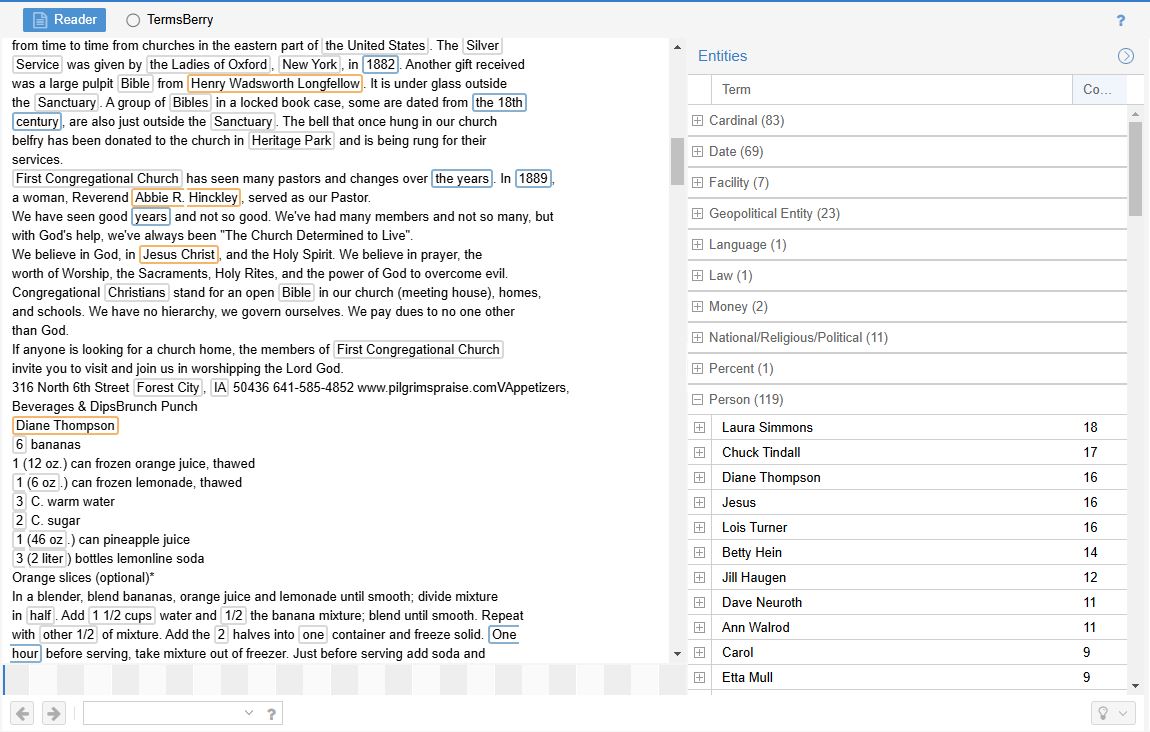 Reader TermsBerry ?
from time to time from churches in the eastern part of the United States. The Silver
Service was given by the Ladies of Oxford, New York, in 1882. Another gift received
was a large pulpit Bible from Henry Wadsworth Longfellow. It is under glass outside
the Sanctuary. A group of Bibles in a locked book case, some are dated from the 18th
century, are also just outside the Sanctuary. The bell that once hung in our church
belfry has been donated to the church in Heritage Park and is being rung for their
services.
First Congregational Church has seen many pastors and changes over the years. In 1889,
a woman, Reverend Abbie R. Hinckley, served as our Pastor.
We have seen good years and not so good. We've had many members and not so many, but
with God's help, we've always been "The Church Determined to Live".
We believe in God, in Jesus Christ, and the Holy Spirit. We believe in prayer, the
worth of Worship, the Sacraments, Holy Rites, and the power of God to overcome evil.
Congregational Christians stand for an open Bible in our church (meeting house), homes,
and schools. We have no hierarchy, we govern ourselves. We pay dues to no one other
than God.
If anyone is looking for a church home, the members of First Congregational Church
invite you to visit and join us in worshipping the Lord God.
316 North 6th Street Forest City, IA 50436 641-585-4852 www.pilgrimspraise.comVAppetizers,
Beverages & DipsBrunch Punch
Diane Thompson
6 bananas
1 (12 oz.) can frozen orange juice, thawed
1 (6 oz.) can frozen lemonade, thawed
3 C. warm water
2 C. sugar
1 (46 oz.) can pineapple juice
3 (2 liter) bottles lemonline soda
Orange slices (optional)*
In a blender, blend bananas, orange juice and lemonade until smooth; divide mixture
in half. Add 1 1/2 cups water and 1/2 the banana mixture; blend until smooth. Repeat
with other 1/2 of mixture. Add the 2 halves into one container and freeze solid. One
hour before serving, take mixture out of freezer. Just before serving add soda and
?
Entities
Term Co...
Cardinal (83)
Date (69)
Facility (7)
Geopolitical Entity (23)
Language (1)
Law (1)
Money (2)
National/Religious/Political (11)
Percent (1)
Person (119)
Laura Simmons 18
Chuck Tindall 17
Diane Thompson 16
Jesus 16
Lois Turner 16
Betty Hein 14
Jill Haugen 12
Dave Neuroth 11
Ann Walrod 11
Carol 9
Etta Mull 9